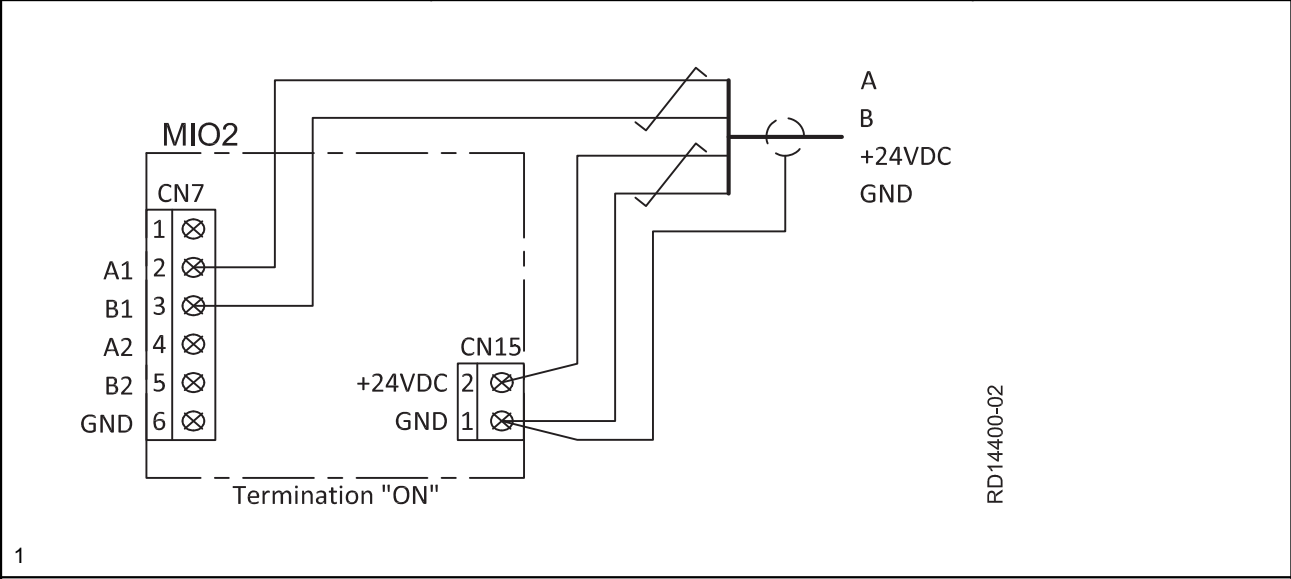 A
B
+24VDC
GND
MIO2
CN7
1
A1 2
B1 3
A2 4
B2 5
GND 6
CN15
+24VDC 2
GND 1
Termination "ON"
RD14400-02
1